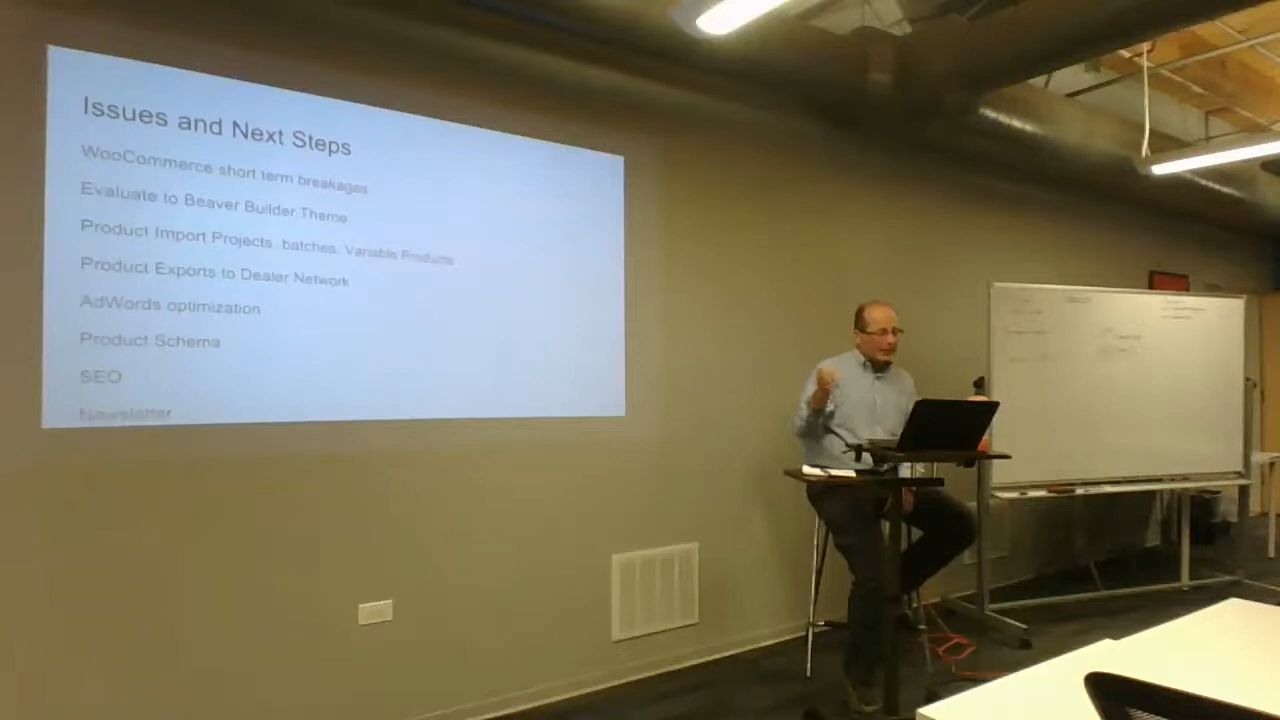 Issues and Next Steps
WooCommerce short term breakages
Evaluate to Beaver Builder Theme
Product Import Projects, batches, Variable Products
Product Exports to Dealer Network
AdWords optimization
Product Schema
SEO
Newsletter